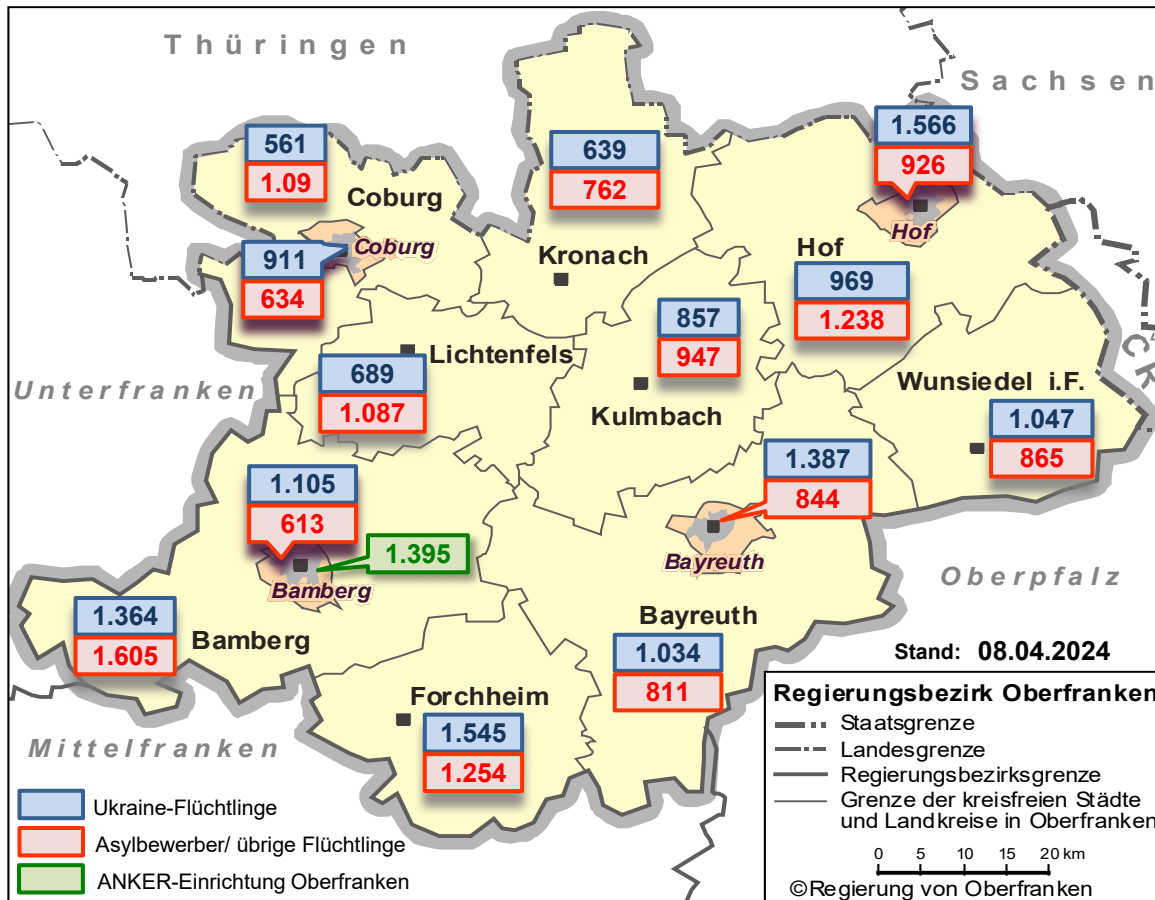 Thüringen
Sachsen
561
1.09
Coburg
639
762
1.566
926
Hof
Coburg
911
634
Kronach
Hof
969
1.238
857
947
Kulmbach
Lichtenfels
689
1.087
Unterfranken
Wunsiedel i.F.
1.047
865
1.387
844
Bayreuth
1.105
613
1.395
Bamberg
Oberpfalz
1.364
1.605
Bamberg
Bayreuth
1.034
811
Forchheim
1.545
1.254
Mittelfranken
Stand: 08.04.2024
Ukraine-Flüchtlinge
Asylbewerber/ übrige Flüchtlinge
ANKER-Einrichtung Oberfranken
Regierungsbezirk Oberfranken
Staatsgrenze
Landesgrenze
Regierungsbezirksgrenze
Grenze der kreisfreien Städte
und Landkreise in Oberfranken
0 5 10 15 20 km
©Regierung von Oberfranken